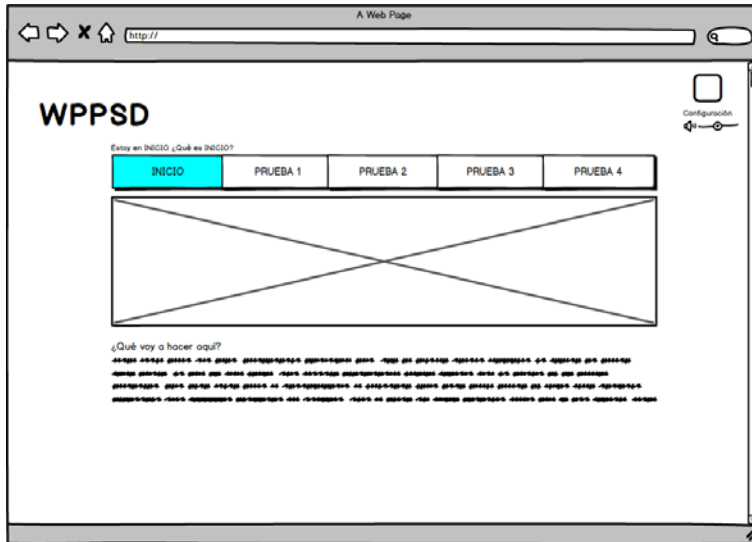 A Web Page
http://
WPPSD
Configuración
Estoy en INICIO ¿Qué es INICIO?
INICIO PRUEBA 1 PRUEBA 2 PRUEBA 3 PRUEBA 4
¿Qué voy a hacer aquí?